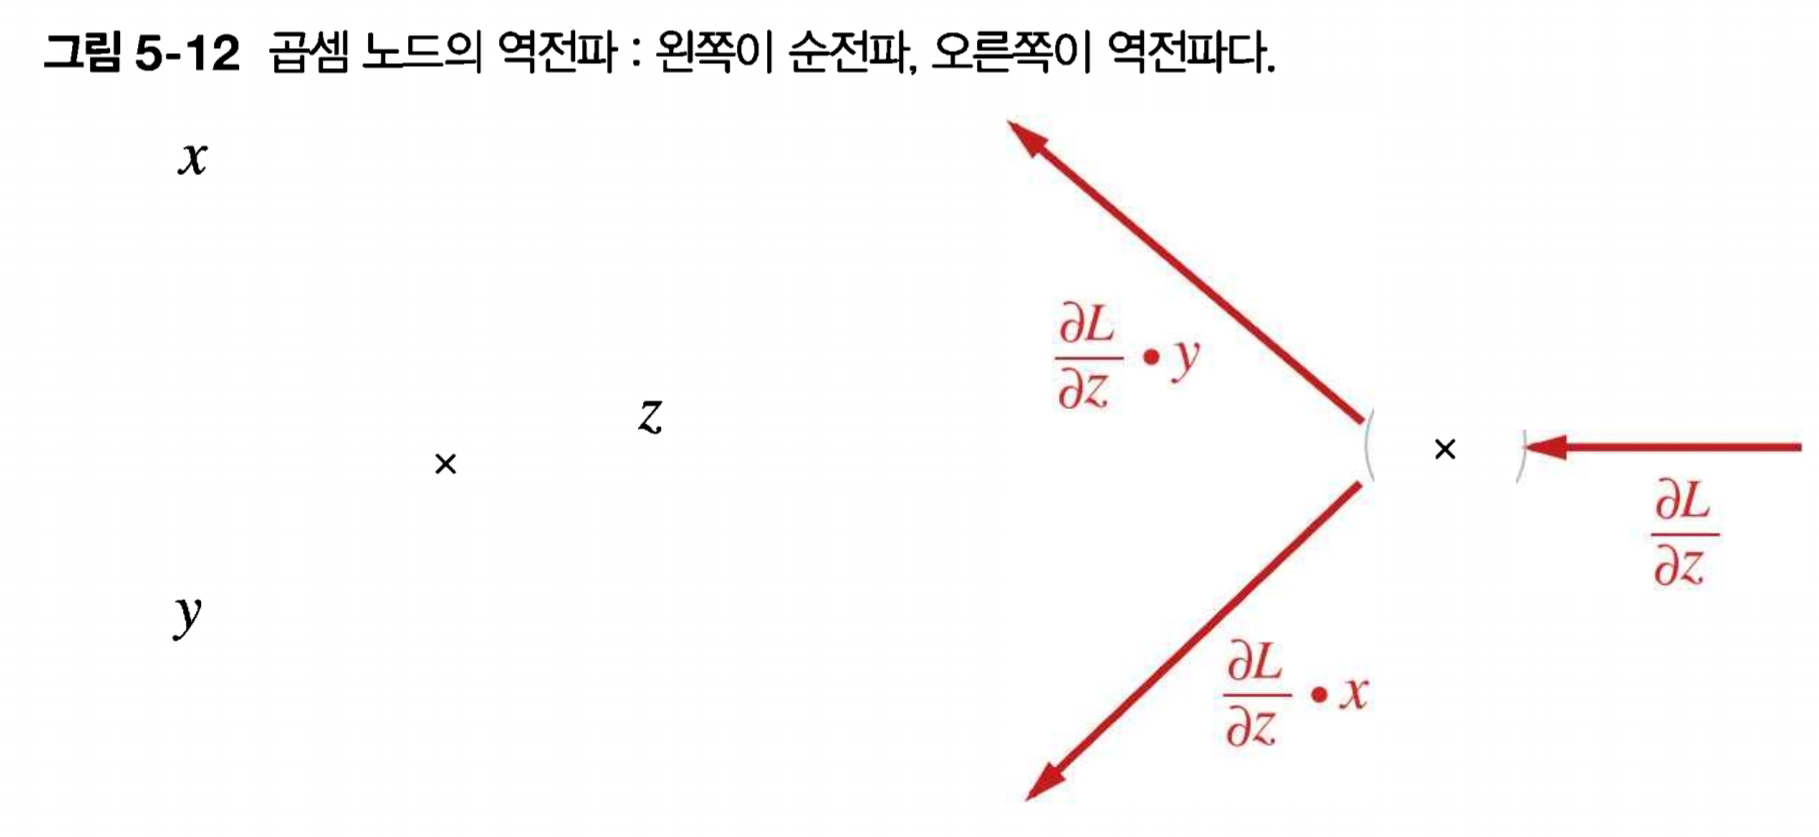 그림 5-12 곱셈 노드의 역전파 : 왼쪽이 순전파, 오른쪽이 역전파다.
x
y
×
z
∂L/∂z • y
∂L/∂z • x
×
∂L/∂z